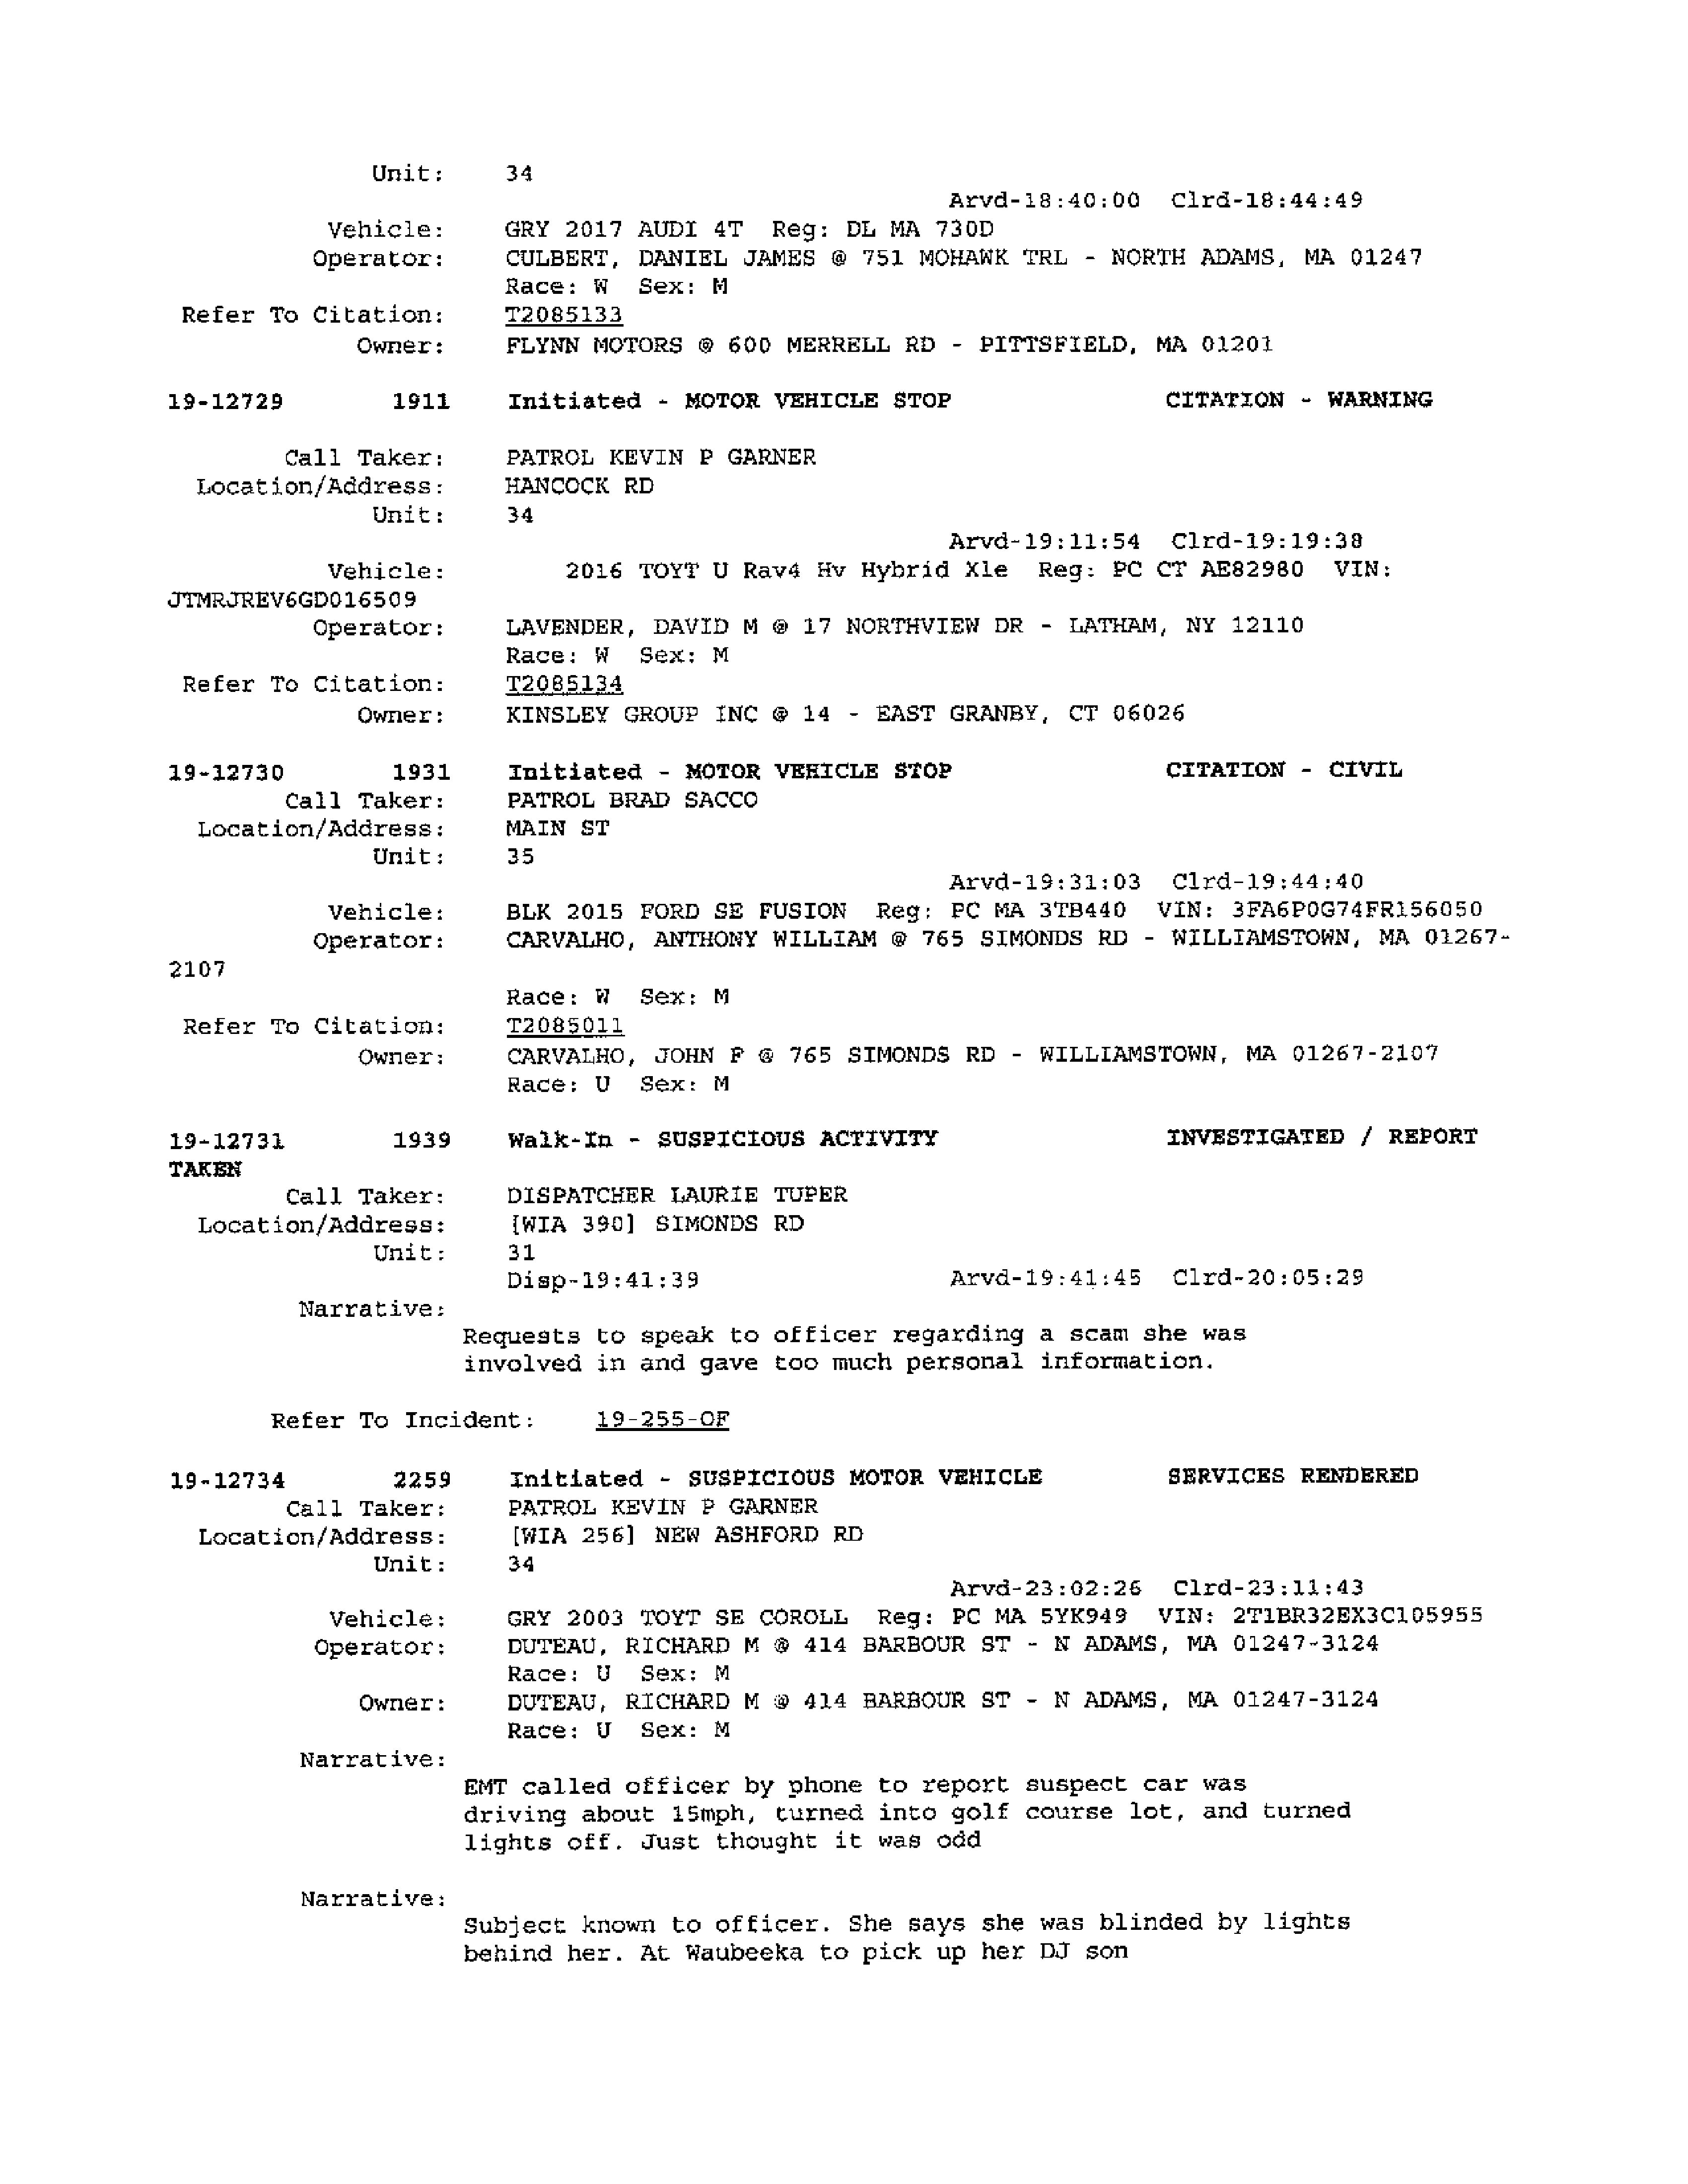 Unit: 34
Arvd-18:40:00 Clrd-18:44:49
Vehicle: GRY 2017 AUDI 4T Reg: DL MA 730D
Operator: CULBERT, DANIEL JAMES @ 751 MOHAWK TRL - NORTH ADAMS, MA 01247
Race: W Sex: M
Refer To Citation: T2085133
Owner: FLYNN MOTORS @ 600 MERRELL RD - PITTSFIELD, MA 01201
19-12729 1911 Initiated - MOTOR VEHICLE STOP CITATION - WARNING
Call Taker: PATROL KEVIN P GARNER
Location/Address: HANCOCK RD
Unit: 34
Arvd-19:11:54 Clrd-19:19:38
Vehicle: 2016 TOYT U Rav4 Hv Hybrid Xle Reg: PC CT AE82980 VIN:
JTMRJREV6GD016509
Operator: LAVENDER, DAVID M @ 17 NORTHVIEW DR - LATHAM, NY 12110
Race: W Sex: M
Refer To Citation: T2085134
Owner: KINSLEY GROUP INC @ 14 - EAST GRANBY, CT 06026
19-12730 1931 Initiated - MOTOR VEHICLE STOP CITATION - CIVIL
Call Taker: PATROL BRAD SACCO
Location/Address: MAIN ST
Unit: 35
Arvd-19:31:03 Clrd-19:44:40
Vehicle: BLK 2015 FORD SE FUSION Reg: PC MA 3TB440 VIN: 3FA6P0G74FR156050
Operator: CARVALHO, ANTHONY WILLIAM @ 765 SIMONDS RD - WILLIAMSTOWN, MA 01267-
2107
Race: W Sex: M
Refer To Citation: T2085011
Owner: CARVALHO, JOHN F @ 765 SIMONDS RD - WILLIAMSTOWN, MA 01267-2107
Race: U Sex: M
19-12731 1939 Walk-In - SUSPICIOUS ACTIVITY INVESTIGATED / REPORT
TAKEN
Call Taker: DISPATCHER LAURIE TUPER
Location/Address: [WIA 390] SIMONDS RD
Unit: 31
Disp-19:41:39 Arvd-19:41:45 Clrd-20:05:29
Narrative:
Requests to speak to officer regarding a scam she was
involved in and gave too much personal information.
Refer To Incident: 19-255-OF
19-12734 2259 Initiated - SUSPICIOUS MOTOR VEHICLE SERVICES RENDERED
Call Taker: PATROL KEVIN P GARNER
Location/Address: [WIA 256] NEW ASHFORD RD
Unit: 34
Arvd-23:02:26 Clrd-23:11:43
Vehicle: GRY 2003 TOYT SE COROLL Reg: PC MA 5YK949 VIN: 2T1BR32EX3C105955
Operator: DUTEAU, RICHARD M @ 414 BARBOUR ST - N ADAMS, MA 01247-3124
Race: U Sex: M
Owner: DUTEAU, RICHARD M @ 414 BARBOUR ST - N ADAMS, MA 01247-3124
Race: U Sex: M
Narrative:
EMT called officer by phone to report suspect car was
driving about 15mph, turned into golf course lot, and turned
lights off. Just thought it was odd
Narrative:
Subject known to officer. She says she was blinded by lights
behind her. At Waubeeka to pick up her DJ son